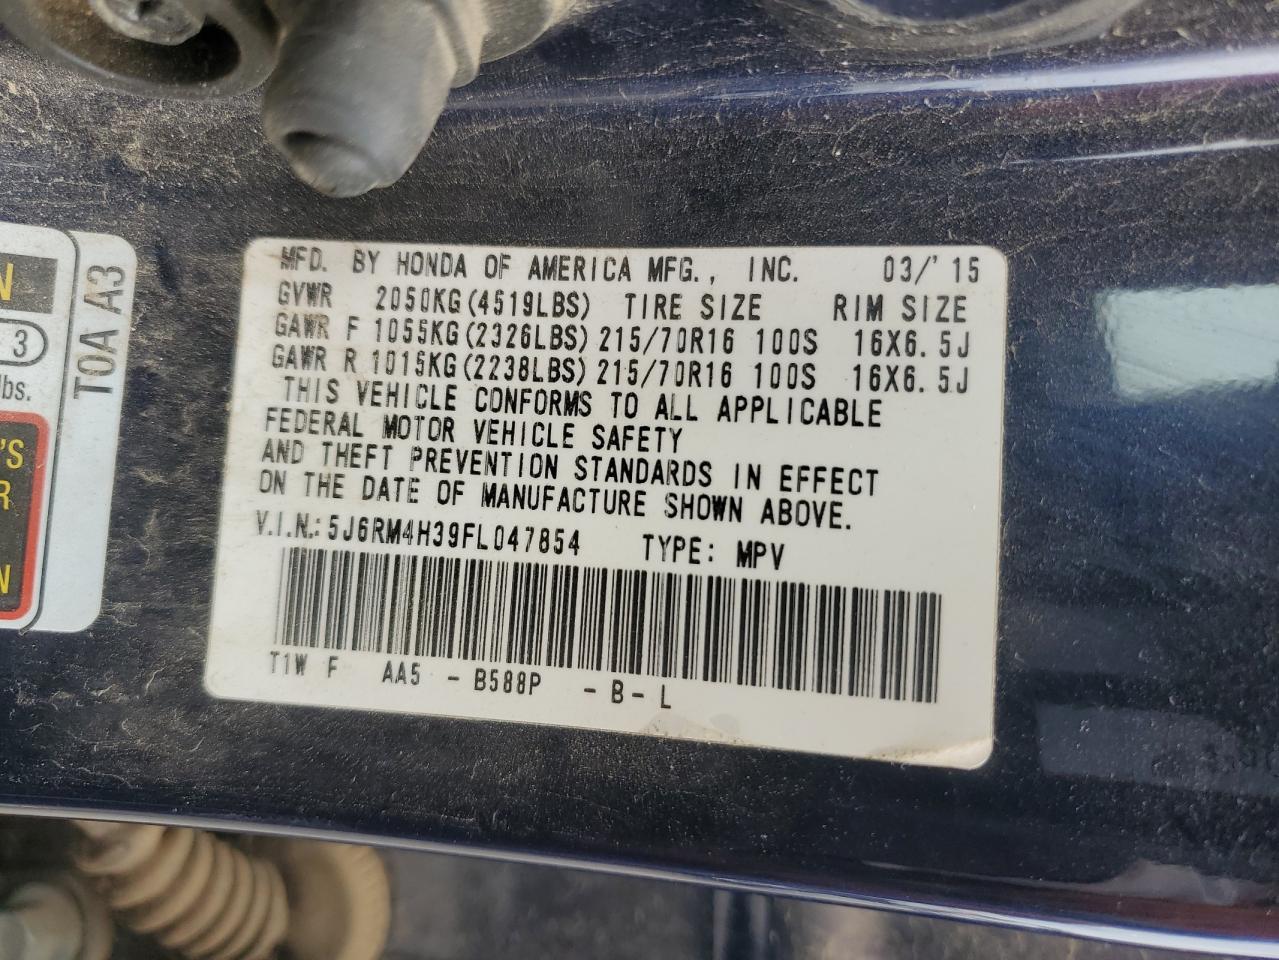 MFD. BY HONDA OF AMERICA MFG., INC. 03/'15
GVWR 2050KG(4519LBS) TIRE SIZE RIM SIZE
GAWR F 1055KG(2326LBS) 215/70R16 100S 16X6.5J
GAWR R 1015KG(2238LBS) 215/70R16 100S 16X6.5J
THIS VEHICLE CONFORMS TO ALL APPLICABLE
FEDERAL MOTOR VEHICLE SAFETY
AND THEFT PREVENTION STANDARDS IN EFFECT
ON THE DATE OF MANUFACTURE SHOWN ABOVE.
V.I.N.: 5J6RM4H39FL047854 TYPE: MPV
T1W F AA5 - B588P - B - L
T0A A3
N
3
lbs.
'S
R
N